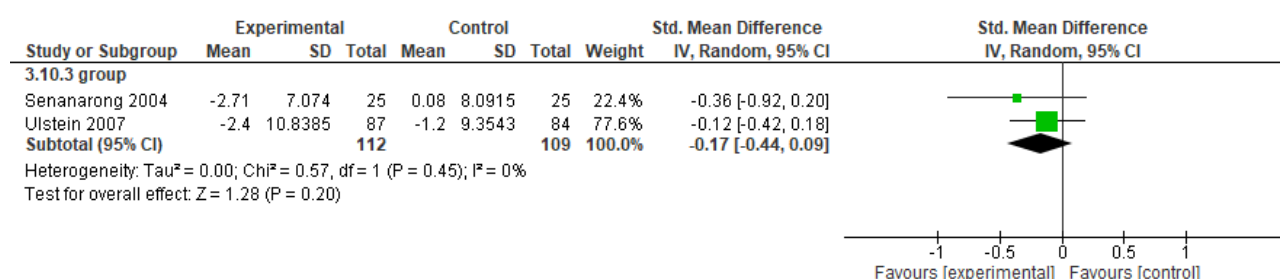 Experimental Control Std. Mean Difference Std. Mean Difference
Study or Subgroup Mean SD Total Mean SD Total Weight IV, Random, 95% CI IV, Random, 95% CI
3.10.3 group
Senanarong 2004 -2.71 7.074 25 0.08 8.0915 25 22.4% -0.36 [-0.92, 0.20]
Ulstein 2007 -2.4 10.8385 87 -1.2 9.3543 84 77.6% -0.12 [-0.42, 0.18]
Subtotal (95% CI) 112 109 100.0% -0.17 [-0.44, 0.09]
Heterogeneity: Tau² = 0.00; Chi² = 0.57, df = 1 (P = 0.45); I² = 0%
Test for overall effect: Z = 1.28 (P = 0.20)
-1 -0.5 0 0.5 1
Favours [experimental] Favours [control]